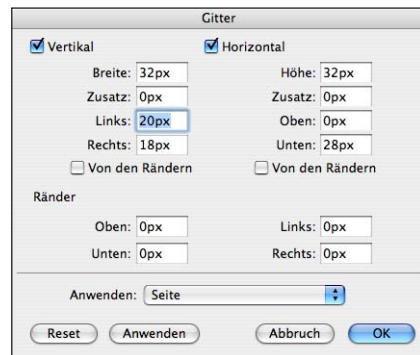 Gitter
Vertikal Horizontal
Breite: 32px Höhe: 32px
Zusatz: 0px Zusatz: 0px
Links: 20px Oben: 0px
Rechts: 18px Unten: 28px
Von den Rändern Von den Rändern
Ränder
Oben: 0px Links: 0px
Unten: 0px Rechts: 0px
Anwenden: Seite
Reset Anwenden Abbruch OK